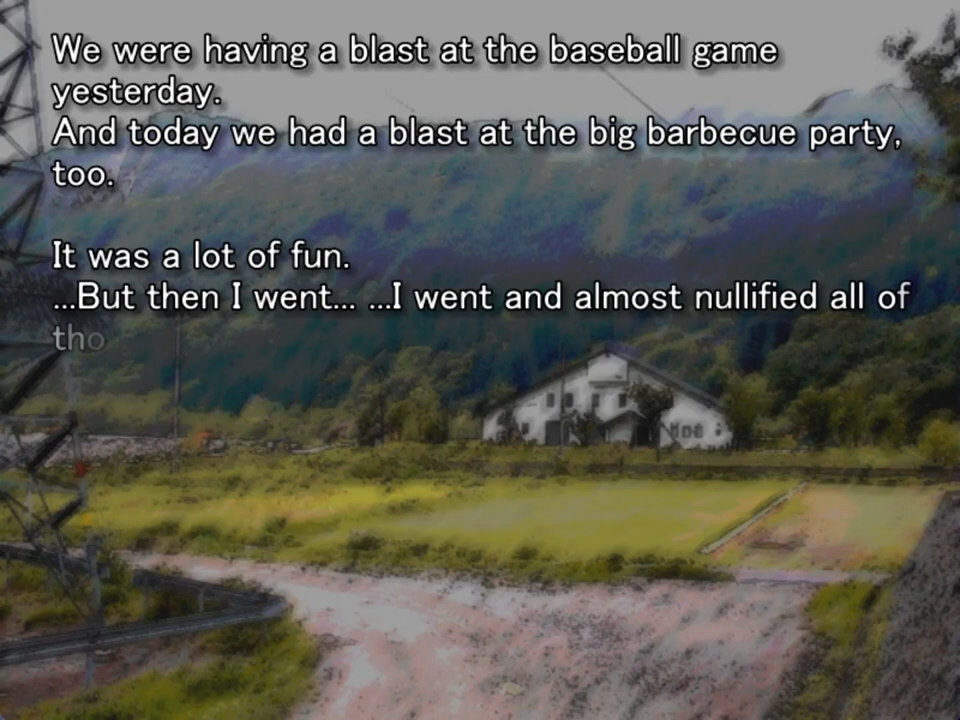 We were having a blast at the baseball game
yesterday.
And today we had a blast at the big barbecue party,
too.
It was a lot of fun.
...But then I went... ...I went and almost nullified all of
tho